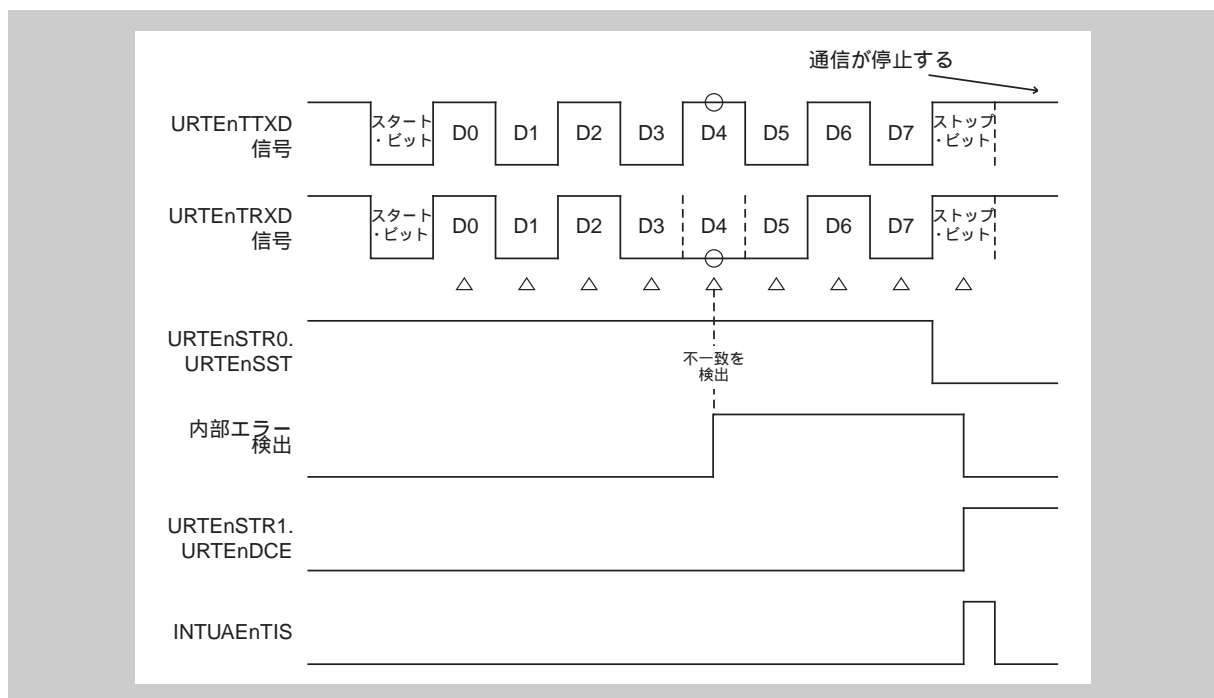 通信が停止する
URTEnTTXD
信号
スタート
・ビット
D0
D1
D2
D3
D4
D5
D6
D7
ストップ
・ビット
URTEnTRXD
信号
スタート
・ビット
D0
D1
D2
D3
D4
D5
D6
D7
ストップ
・ビット
URTEnSTR0.
URTEnSST
不一致を
検出
内部エラー
検出
URTEnSTR1.
URTEnDCE
INTUAEnTIS